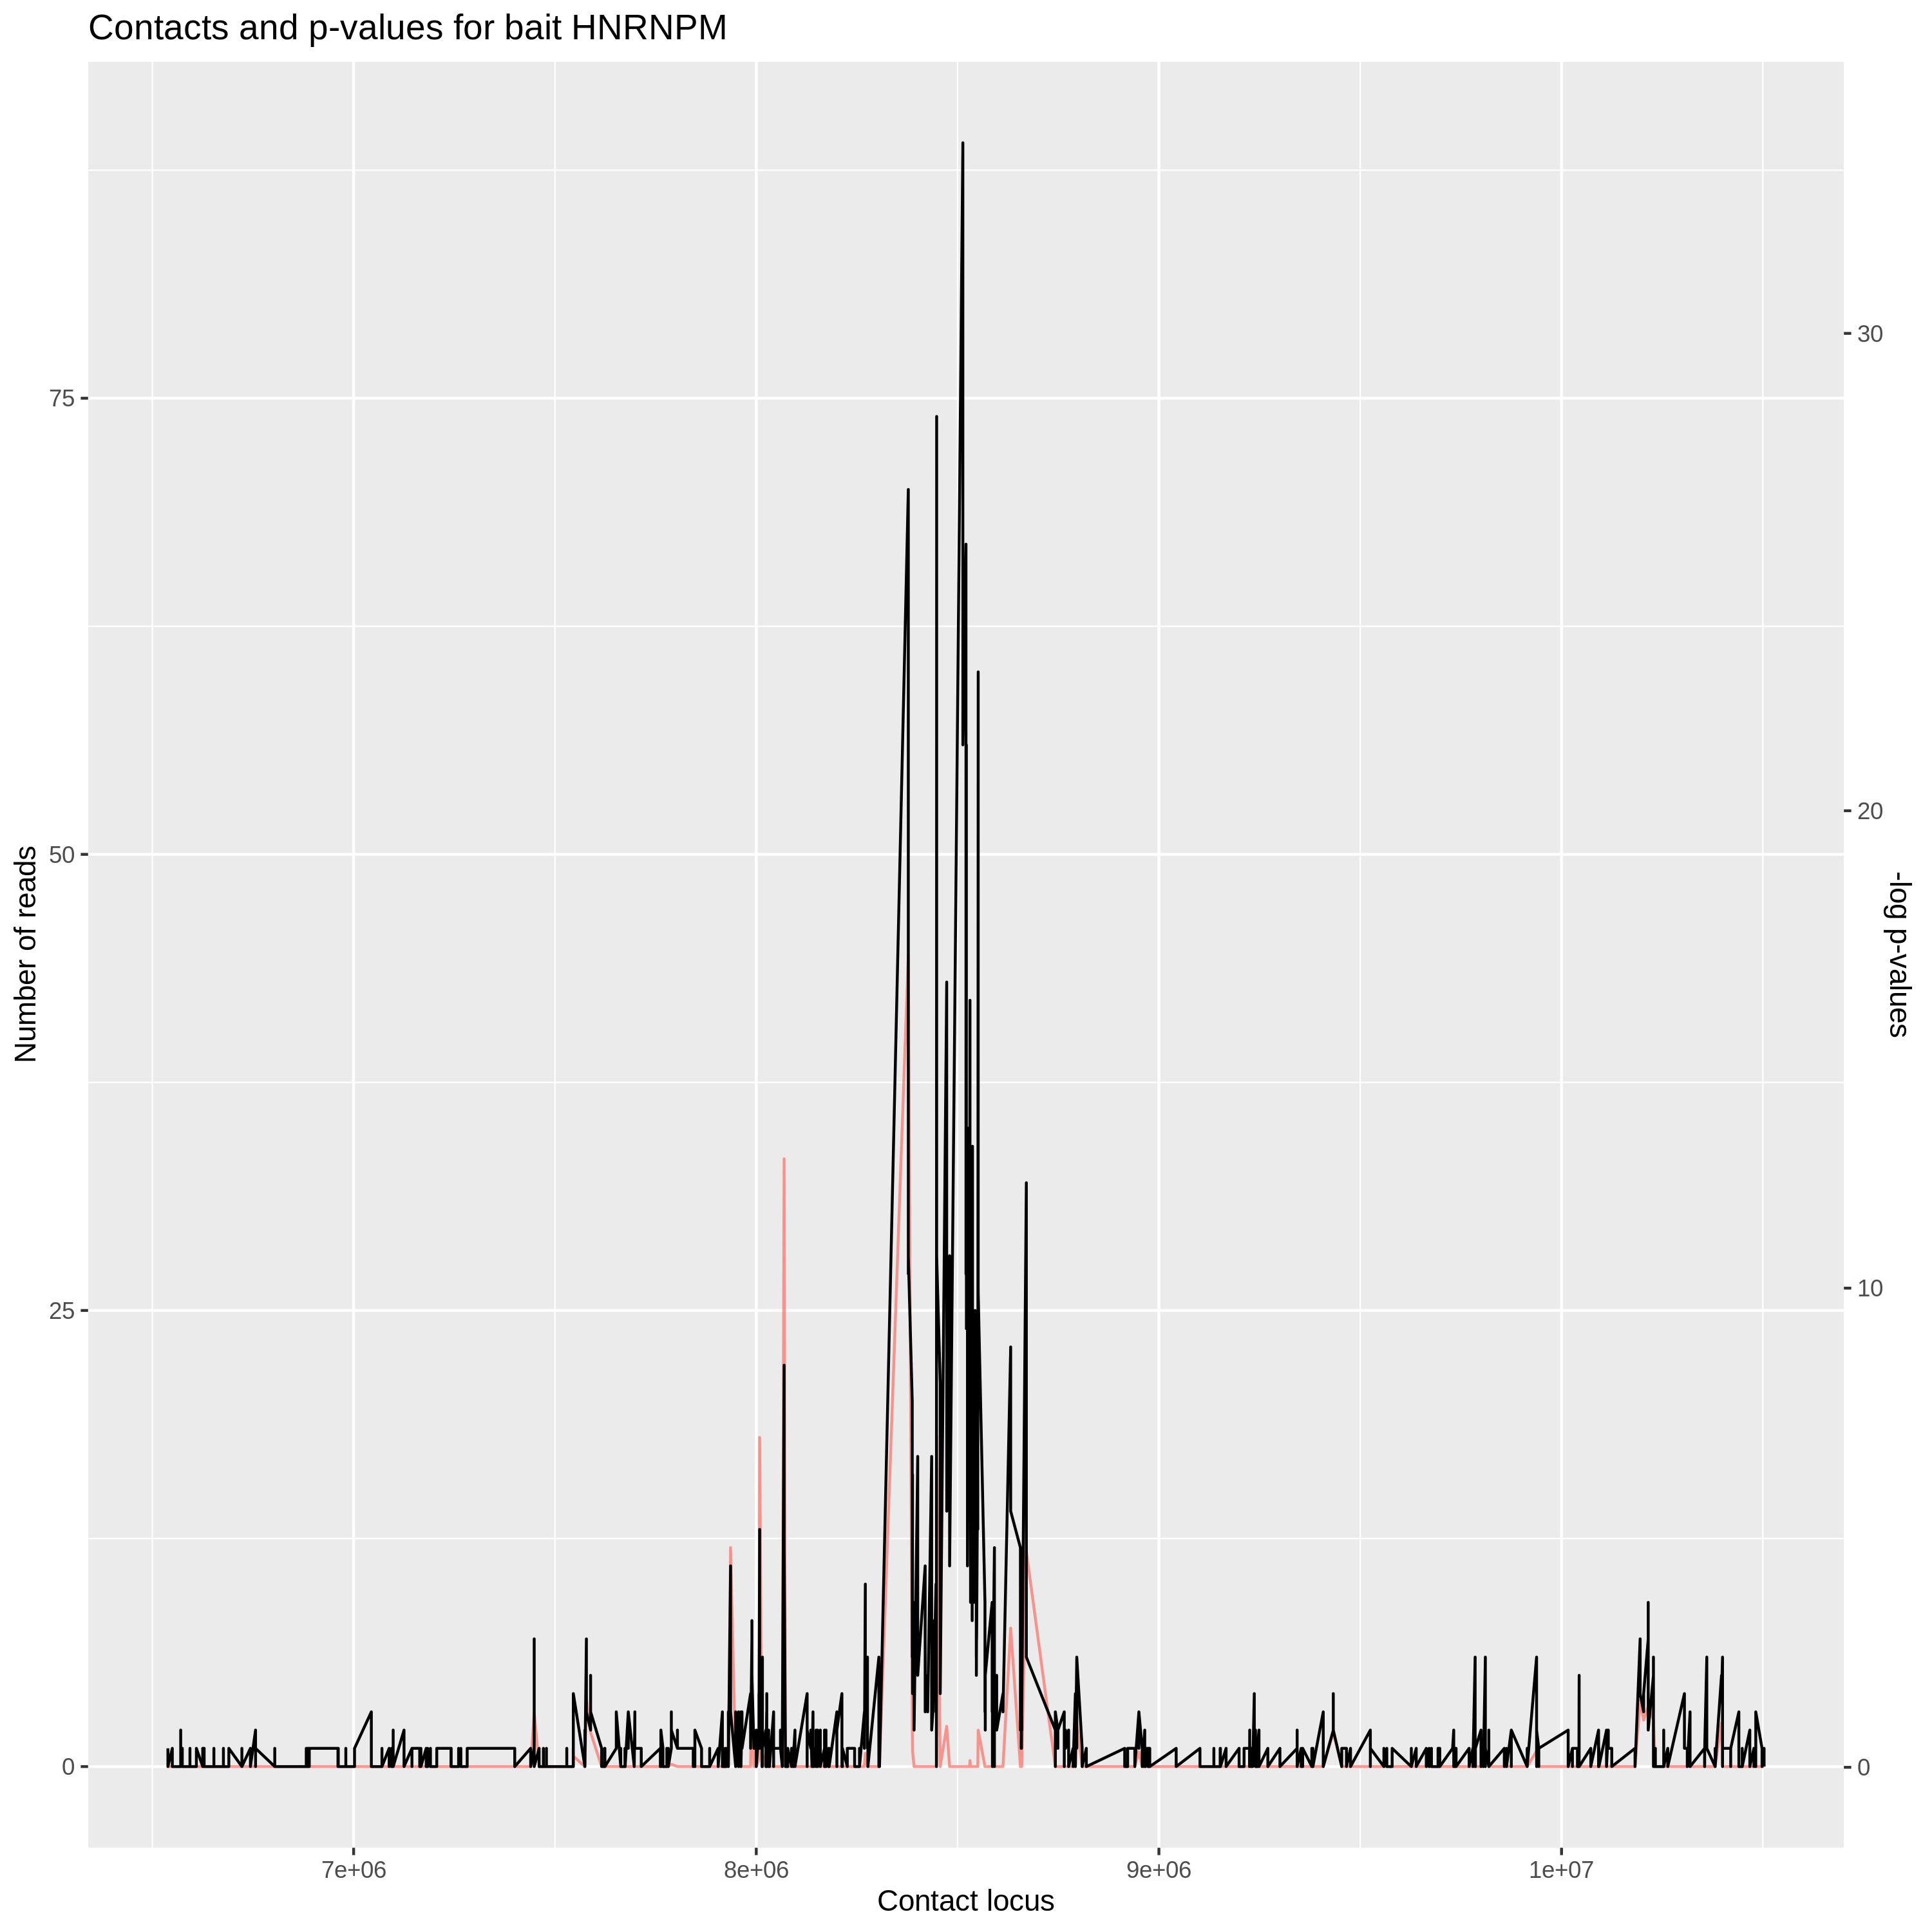 Contacts and p-values for bait HNRNPM
Number of reads
75
50
25
0
30
20
10
0
-log p-values
7e+06
8e+06
9e+06
1e+07
Contact locus